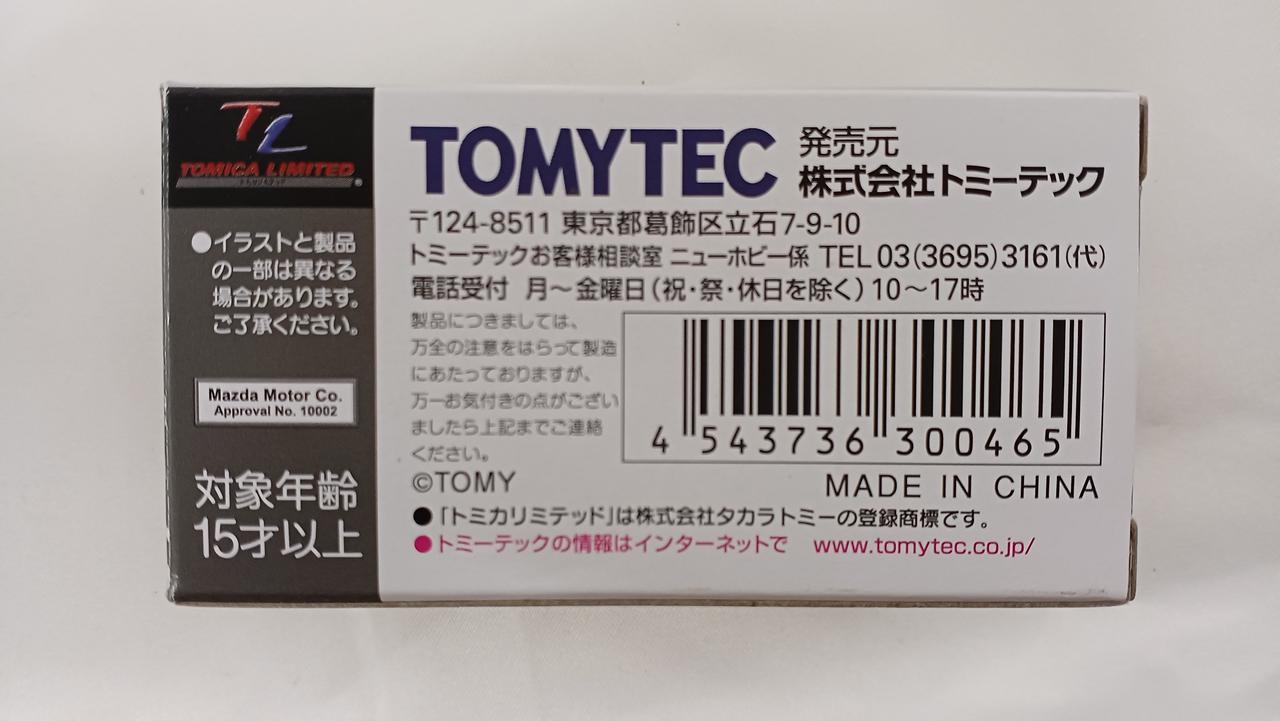 TL
TOMICA LIMITED
●イラストと製品
の一部は異なる
場合があります。
ご了承ください。
Mazda Motor Co.
Approval No. 10002
対象年齢
15才以上
TOMYTEC
発売元
株式会社トミーテック
〒124-8511 東京都葛飾区立石7-9-10
トミーテックお客様相談室 ニューホビー係 TEL 03(3695)3161(代)
電話受付 月〜金曜日(祝・祭・休日を除く)10〜17時
製品につきましては、
万全の注意をはらって製造
にあたっておりますが、
万一お気付きの点がござい
ましたら上記までご連絡
ください。
4 543736 300465
©TOMY
MADE IN CHINA
●「トミカリミテッド」は株式会社タカラトミーの登録商標です。
●トミーテックの情報はインターネットで www.tomytec.co.jp/